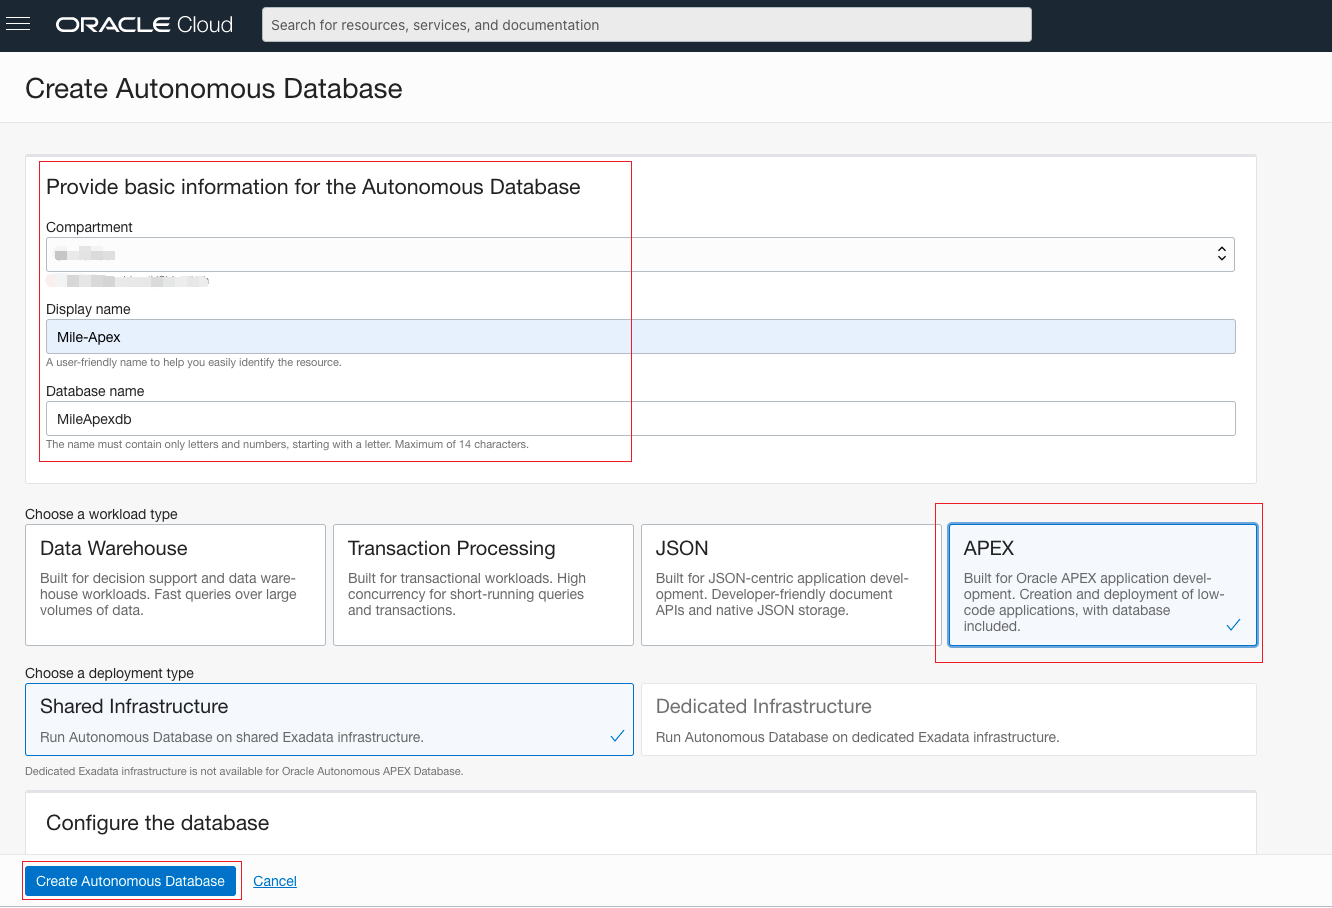 ORACLE Cloud
Search for resources, services, and documentation
Create Autonomous Database
Provide basic information for the Autonomous Database
Compartment
Display name
Mile-Apex
A user-friendly name to help you easily identify the resource.
Database name
MileApexdb
The name must contain only letters and numbers, starting with a letter. Maximum of 14 characters.
Choose a workload type
Data Warehouse
Built for decision support and data ware-
house workloads. Fast queries over large
volumes of data.
Transaction Processing
Built for transactional workloads. High
concurrency for short-running queries
and transactions.
JSON
Built for JSON-centric application devel-
opment. Developer-friendly document
APIs and native JSON storage.
APEX
Built for Oracle APEX application devel-
opment. Creation and deployment of low-
code applications, with database
included.
Choose a deployment type
Shared Infrastructure
Run Autonomous Database on shared Exadata infrastructure.
Dedicated Infrastructure
Run Autonomous Database on dedicated Exadata infrastructure.
Dedicated Exadata infrastructure is not available for Oracle Autonomous APEX Database.
Configure the database
Create Autonomous Database
Cancel